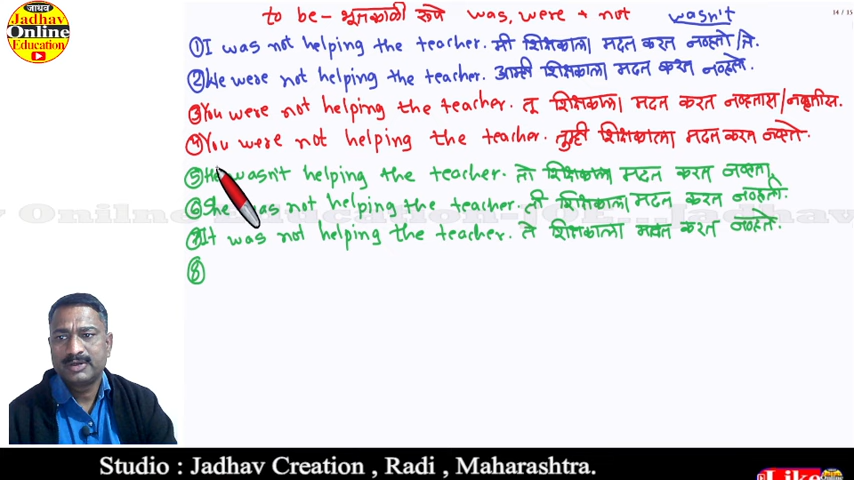 जाधव
Jadhav
Online
Education
14 / 15
to be - भूतकाळी रूपे was, were + not wasn't
① I was not helping the teacher. मी शिक्षकाला मदत करत नव्हतो/ते.
② We were not helping the teacher. आम्ही शिक्षकाला मदत करत नव्हतो.
③ You were not helping the teacher. तू शिक्षकाला मदत करत नव्हतास/नव्हतीस.
④ You were not helping the teacher. तुम्ही शिक्षकाला मदत करत नव्हते.
⑤ He wasn't helping the teacher. तो शिक्षकाला मदत करत नव्हता.
⑥ She was not helping the teacher. ती शिक्षकाला मदत करत नव्हती.
⑦ It was not helping the teacher. ते शिक्षकाला मदत करत नव्हते.
⑧
Studio : Jadhav Creation , Radi , Maharashtra.
Like